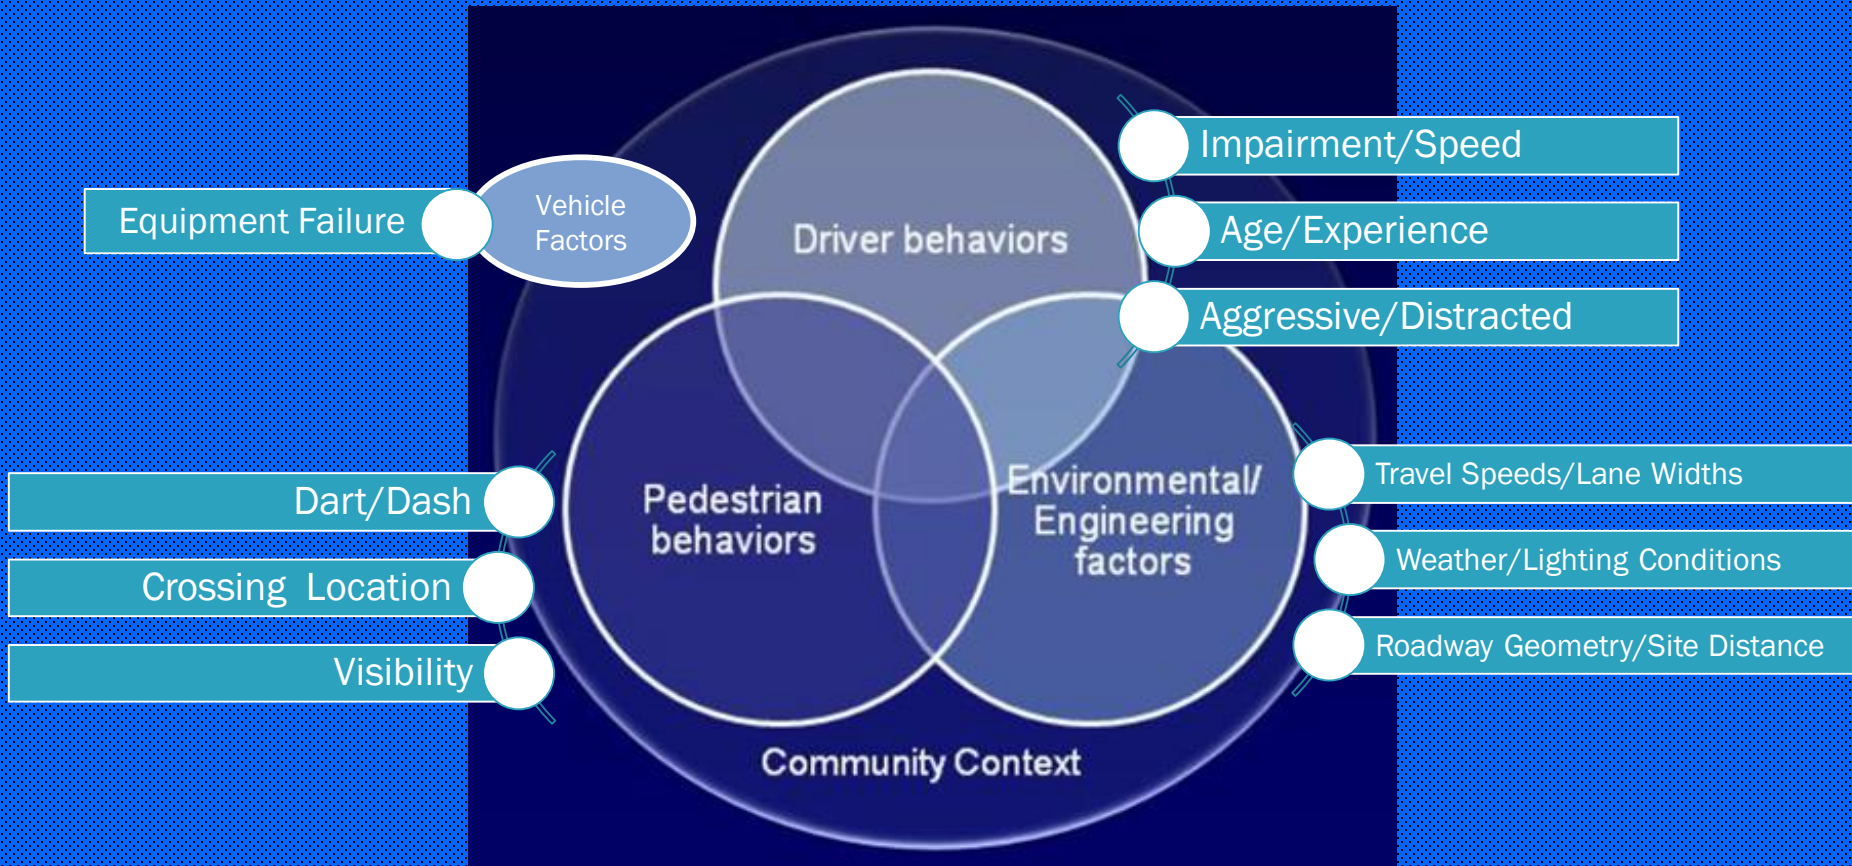 Impairment/Speed
Age/Experience
Aggressive/Distracted
Equipment Failure
Vehicle
Factors
Driver behaviors
Dart/Dash
Crossing Location
Visibility
Pedestrian
behaviors
Environmental/
Engineering
factors
Travel Speeds/Lane Widths
Weather/Lighting Conditions
Roadway Geometry/Site Distance
Community Context